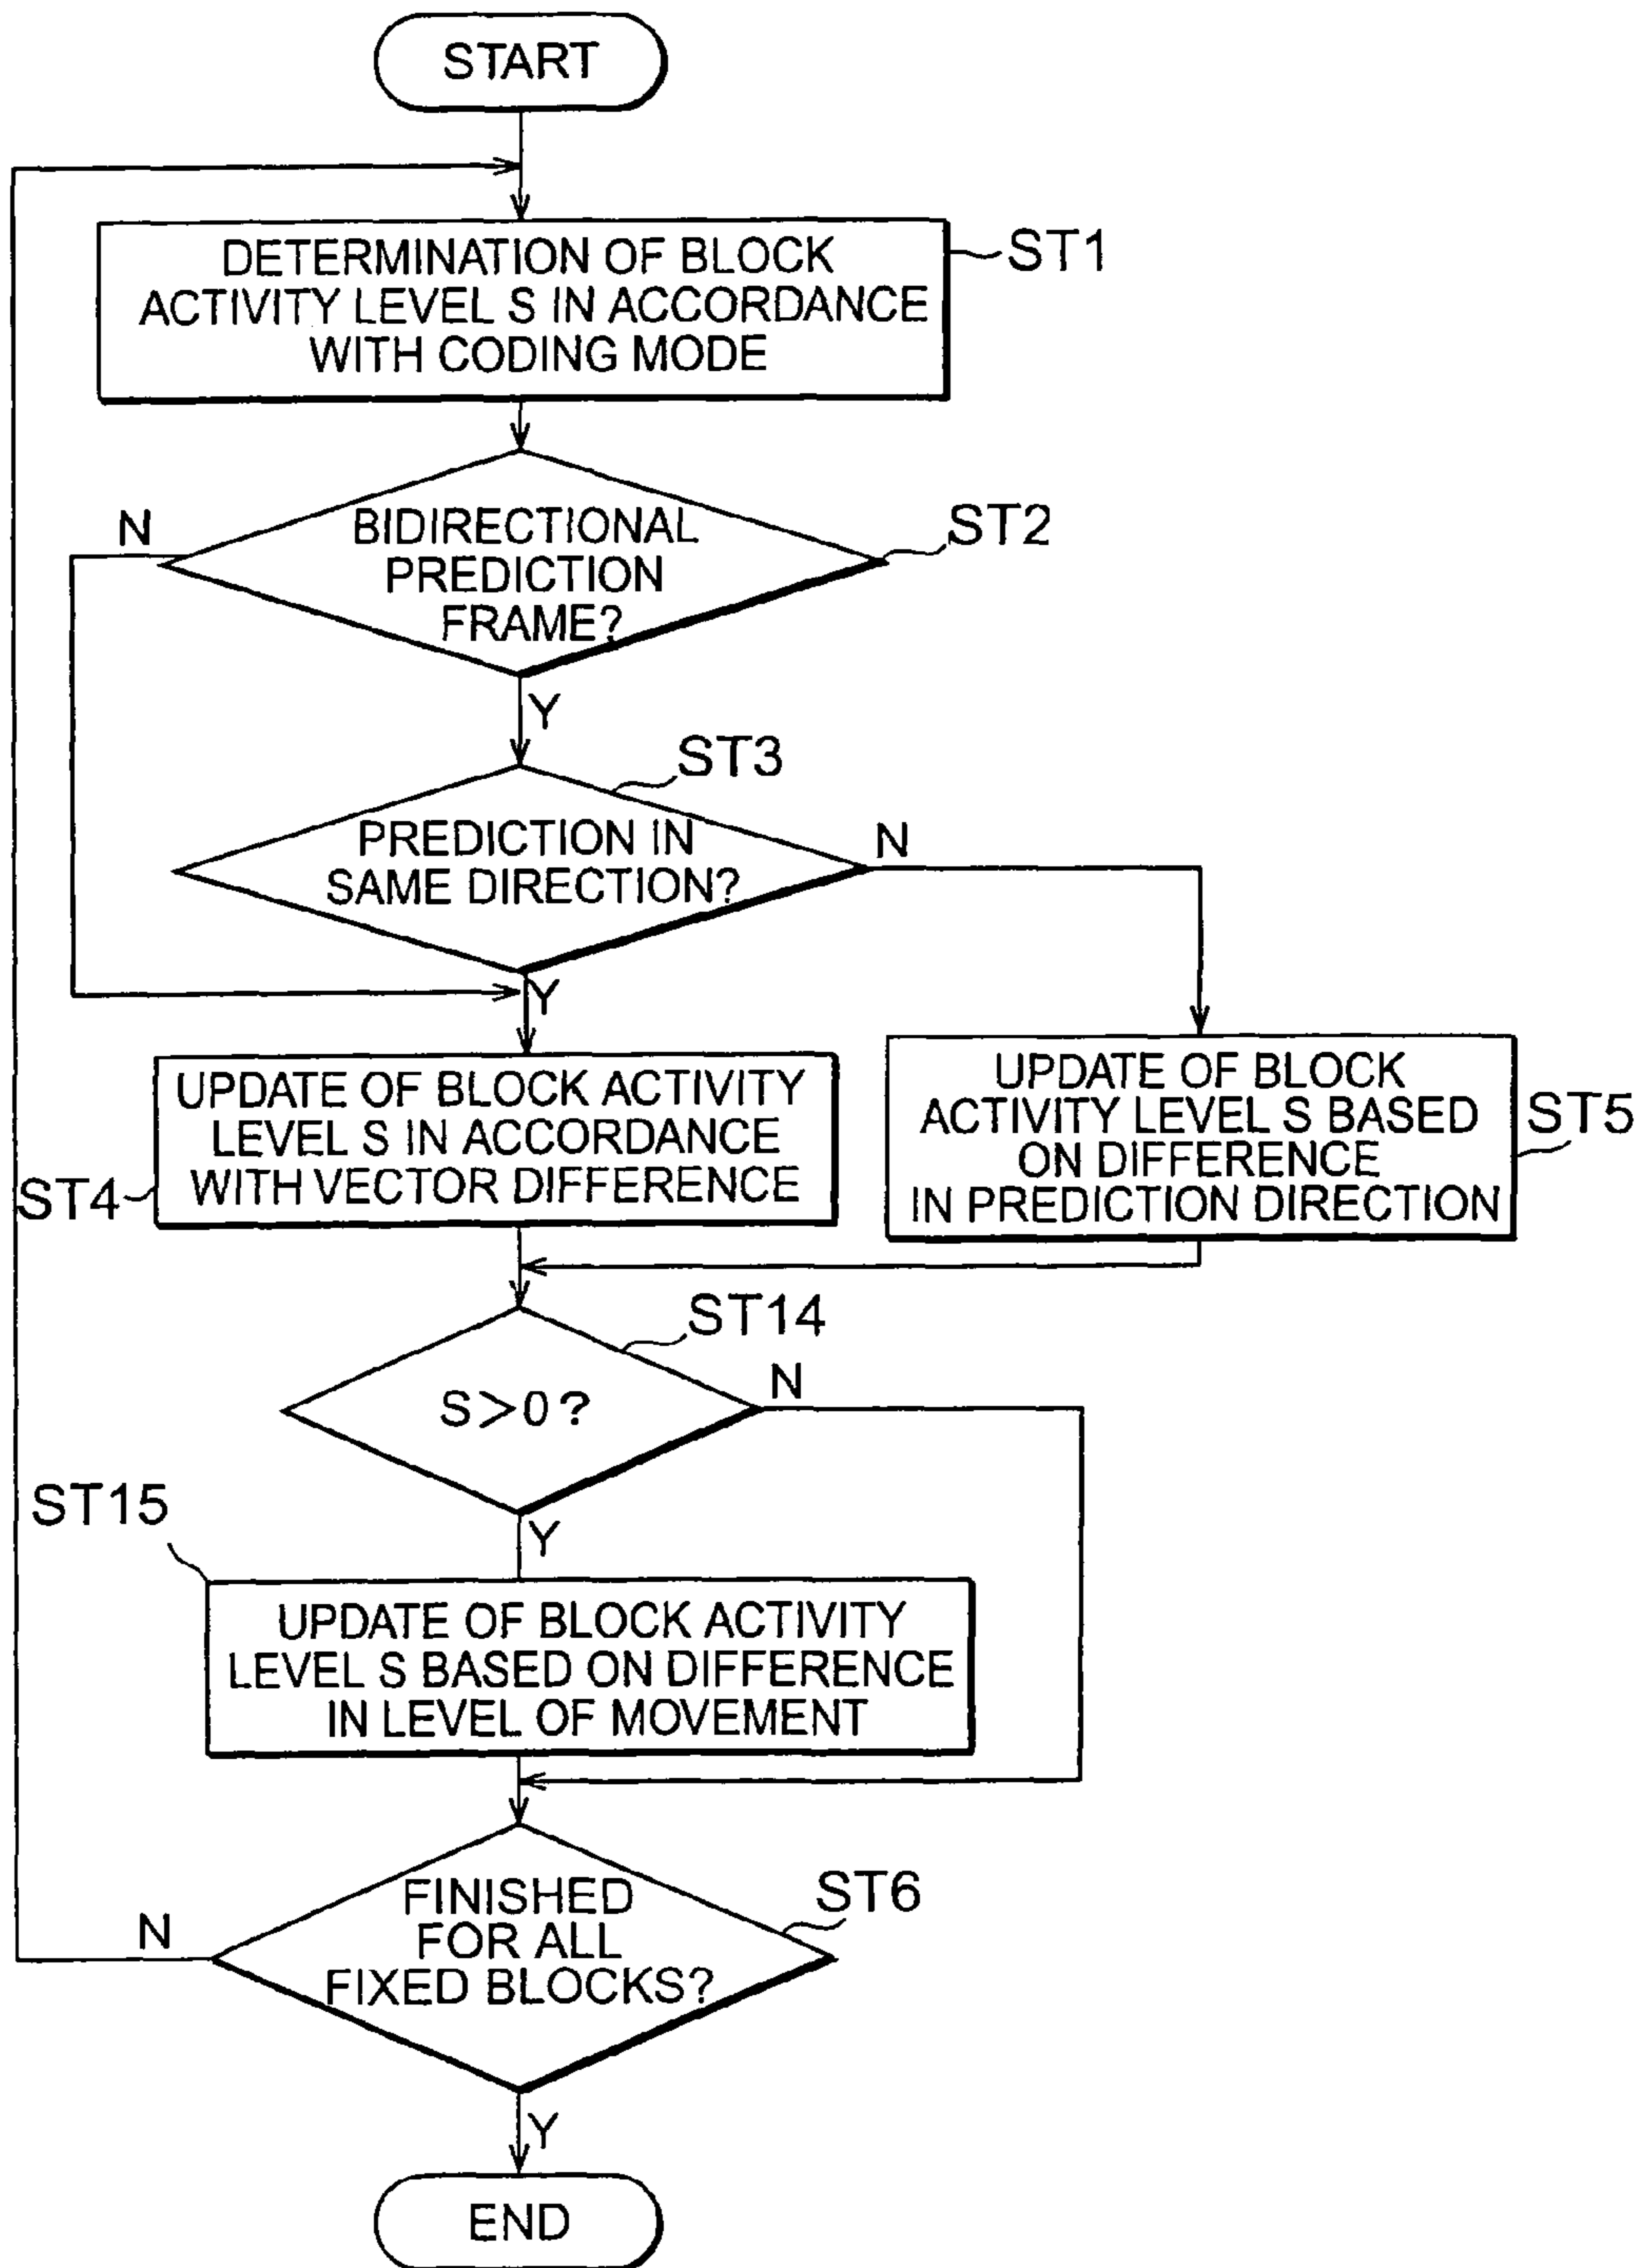 START
DETERMINATION OF BLOCK
ACTIVITY LEVEL S IN ACCORDANCE
WITH CODING MODE
ST1
N
BIDIRECTIONAL
PREDICTION
FRAME?
ST2
Y
ST3
PREDICTION IN
SAME DIRECTION?
N
Y
UPDATE OF BLOCK ACTIVITY
LEVEL S IN ACCORDANCE
WITH VECTOR DIFFERENCE
ST4
UPDATE OF BLOCK
ACTIVITY LEVEL S BASED
ON DIFFERENCE
IN PREDICTION DIRECTION
ST5
ST14
S>0?
N
Y
ST15
UPDATE OF BLOCK ACTIVITY
LEVEL S BASED ON DIFFERENCE
IN LEVEL OF MOVEMENT
FINISHED
FOR ALL
FIXED BLOCKS?
ST6
N
Y
END